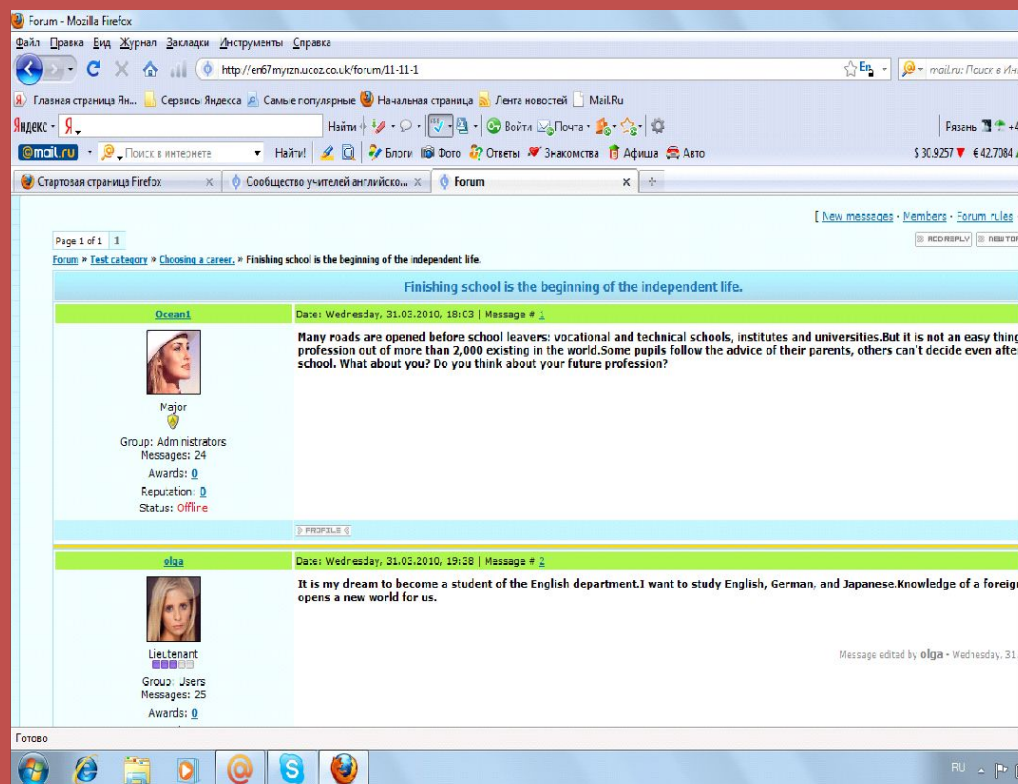 Forum - Mozilla Firefox
Файл Правка Вид Журнал Закладки Инструменты Справка
http://en67myrzn.ucoz.co.uk/forum/11-11-1
mail.ru: Поиск в Ин
Главная страница Ян... Сервисы Яндекса Самые популярные Начальная страница Лента новостей Mail.Ru
Яндекс Я Найти Войти Почта Рязань +4
@mail.ru Поиск в интернете Найти! Блоги Фото Ответы Знакомства Афиша Авто $ 30.9257 € 42.7084
Стартовая страница Firefox Сообщество учителей английско... Forum
[ New messages · Members · Forum rules
Page 1 of 1 1 ADD REPLY NEW TOP
Forum » Test category » Choosing a career. » Finishing school is the beginning of the independent life.
Finishing school is the beginning of the independent life.
Ocean1 Date: Wednesday, 31.03.2010, 18:03 | Message # 1
Many roads are opened before school leavers: vocational and technical schools, institutes and universities.But it is not an easy thing
profession out of more than 2,000 existing in the world.Some pupils follow the advice of their parents, others can't decide even after
school. What about you? Do you think about your future profession?
Major
Group: Administrators
Messages: 24
Awards: 0
Reputation: 0
Status: Offline
PROFILE
olga Date: Wednesday, 31.03.2010, 19:38 | Message # 2
It is my dream to become a student of the English department.I want to study English, German, and Japanese.Knowledge of a foreign
opens a new world for us.
Lieutenant
Message edited by olga - Wednesday, 31
Group: Users
Messages: 25
Awards: 0
Готово
RU